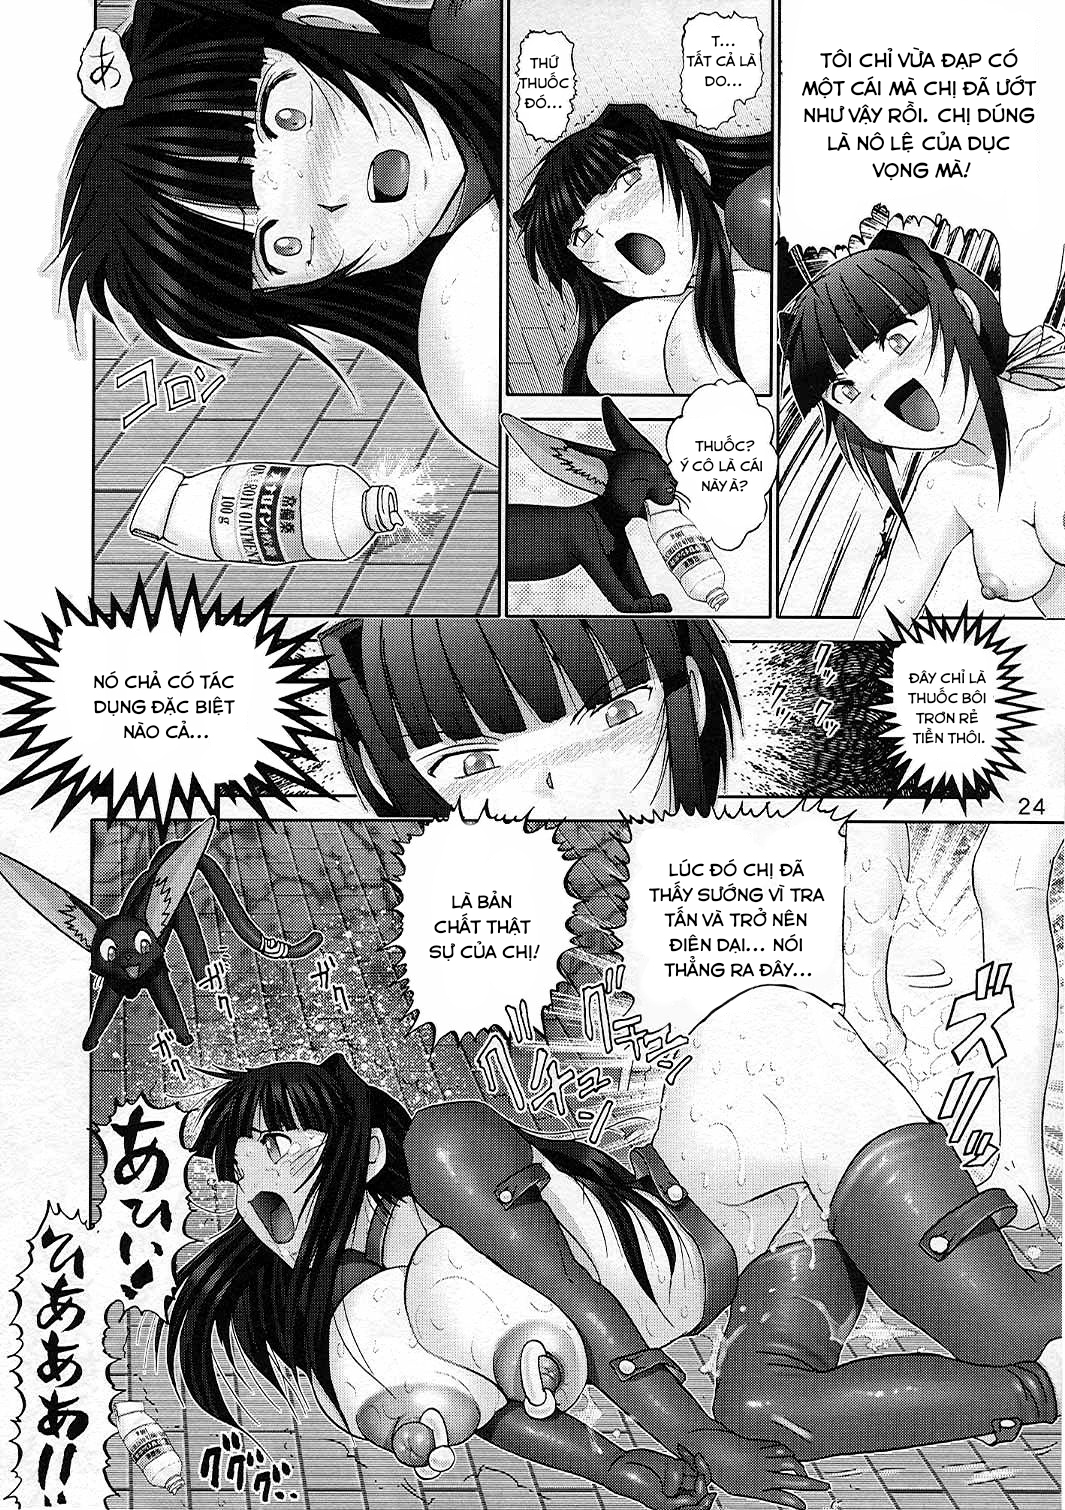 TÔI CHỈ VỪA ĐẠP CÓ
MỘT CÁI MÀ CHỊ ĐÃ ƯỚT
NHƯ VẬY RỒI. CHỊ DÚNG
LÀ NÔ LỆ CỦA DỤC
VỌNG MÀ!
T...
TẤT CẢ LÀ
DO...
THỨ
THUỐC
ĐÓ...
THUỐC?
Ý CÔ LÀ CÁI
NÀY À?
あ
コロン
100g
ĐÂY CHỈ LÀ
THUỐC BÔI
TRƠN RẺ
TIỀN THÔI.
NÓ CHẢ CÓ TÁC
DỤNG ĐẶC BIỆT
NÀO CẢ...
24
LÚC ĐÓ CHỊ ĐÃ
THẤY SƯỚNG VÌ TRA
TẤN VÀ TRỞ NÊN
ĐIÊN DẠI... NÓI
THẲNG RA ĐÂY...
LÀ BẢN
CHẤT THẬT
SỰ CỦA CHỊ!
あひぃ!
ひあああ!!